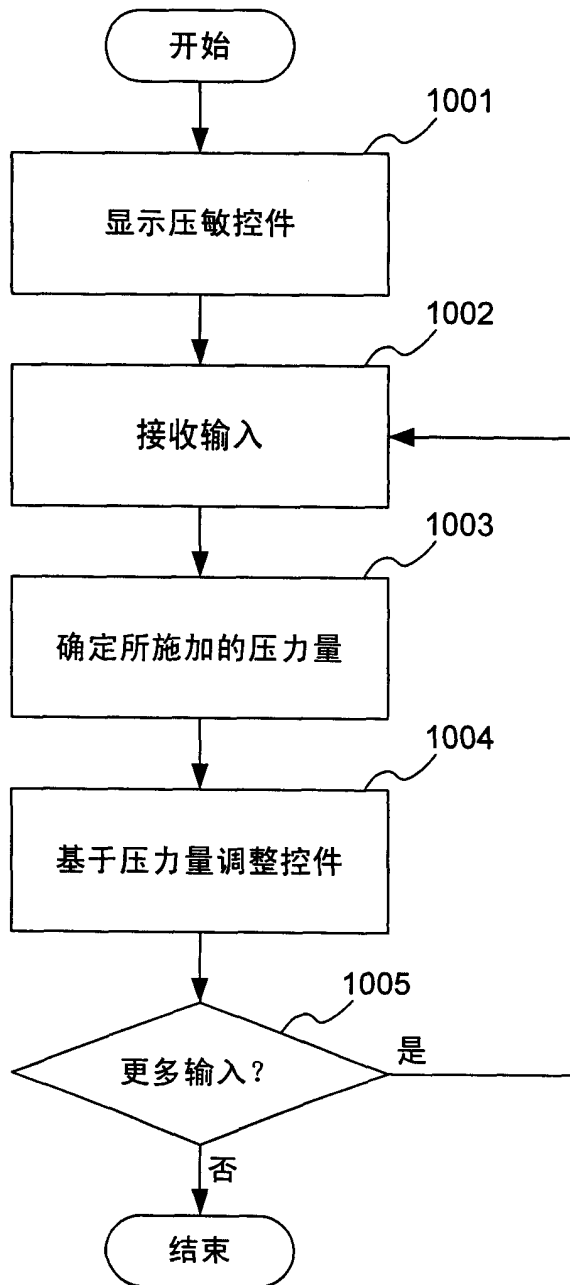 开始
1001
显示压敏控件
1002
接收输入
1003
确定所施加的压力量
1004
基于压力量调整控件
1005
更多输入?
是
否
结束